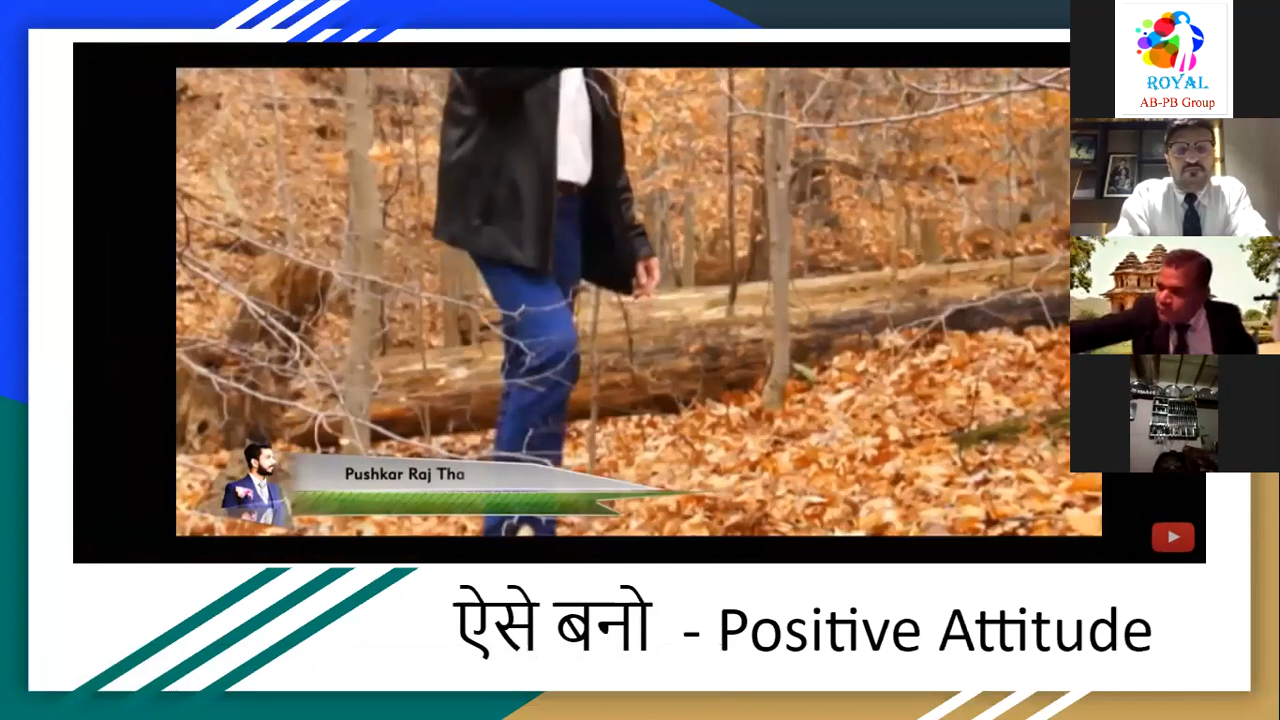 ROYAL
AB-PB Group
Pushkar Raj Tha
ऐसे बनो - Positive Attitude